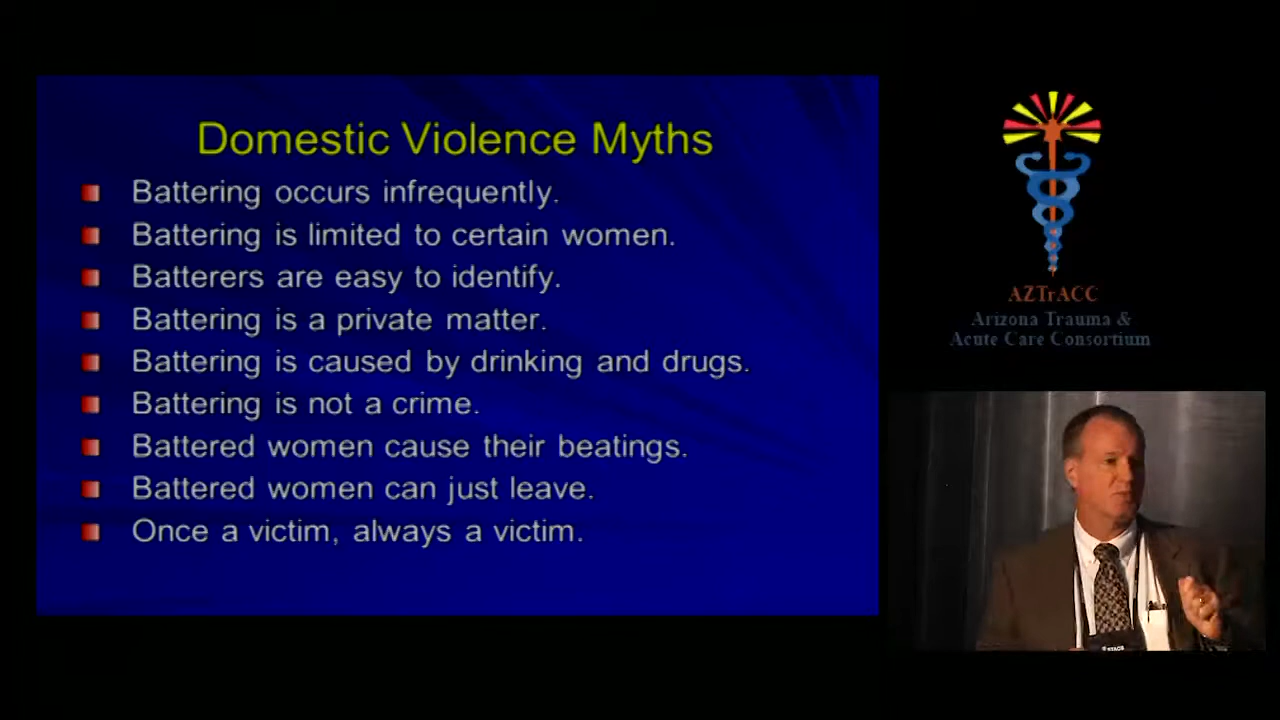 Domestic Violence Myths
Battering occurs infrequently.
Battering is limited to certain women.
Batterers are easy to identify.
Battering is a private matter.
Battering is caused by drinking and drugs.
Battering is not a crime.
Battered women cause their beatings.
Battered women can just leave.
Once a victim, always a victim.
AZTrACC
Arizona Trauma &
Acute Care Consortium